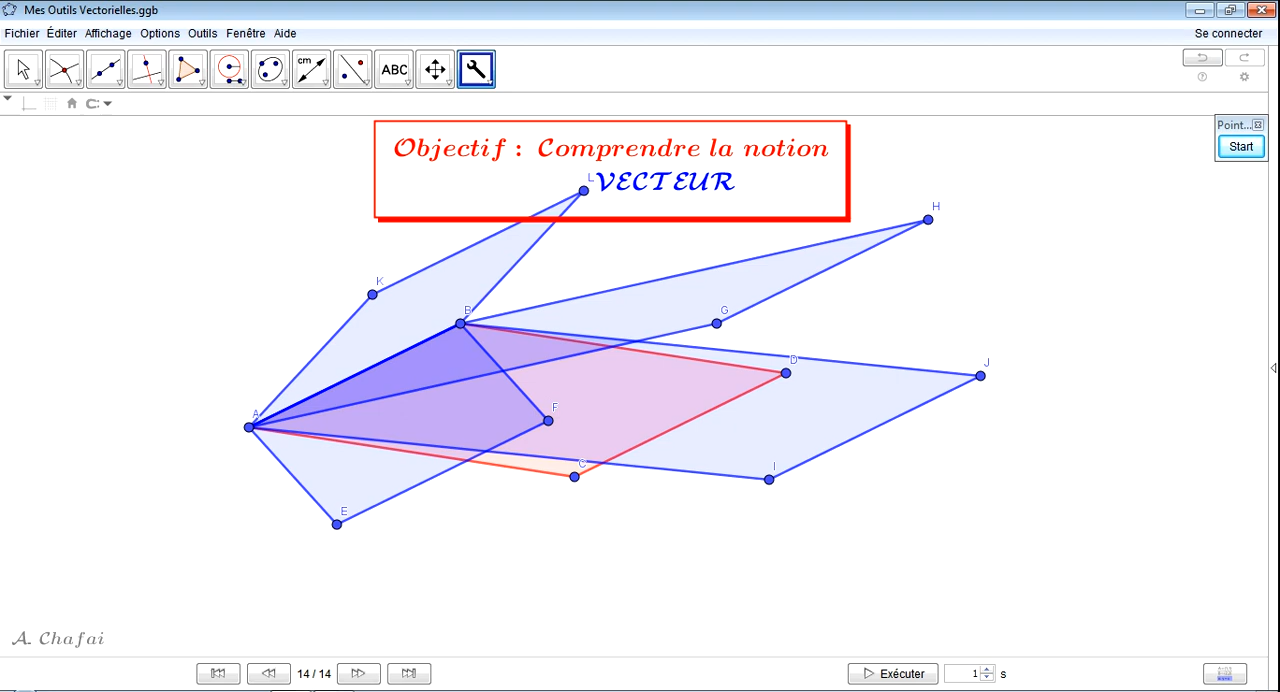 Mes Outils Vectorielles.ggb
Fichier Éditer Affichage Options Outils Fenêtre Aide
Se connecter
cm
ABC
Point...
Start
Objectif : Comprendre la notion
VECTEUR
L
H
K
B
G
D
J
A
F
C
I
E
A. Chafai
14 / 14
Exécuter
1 s